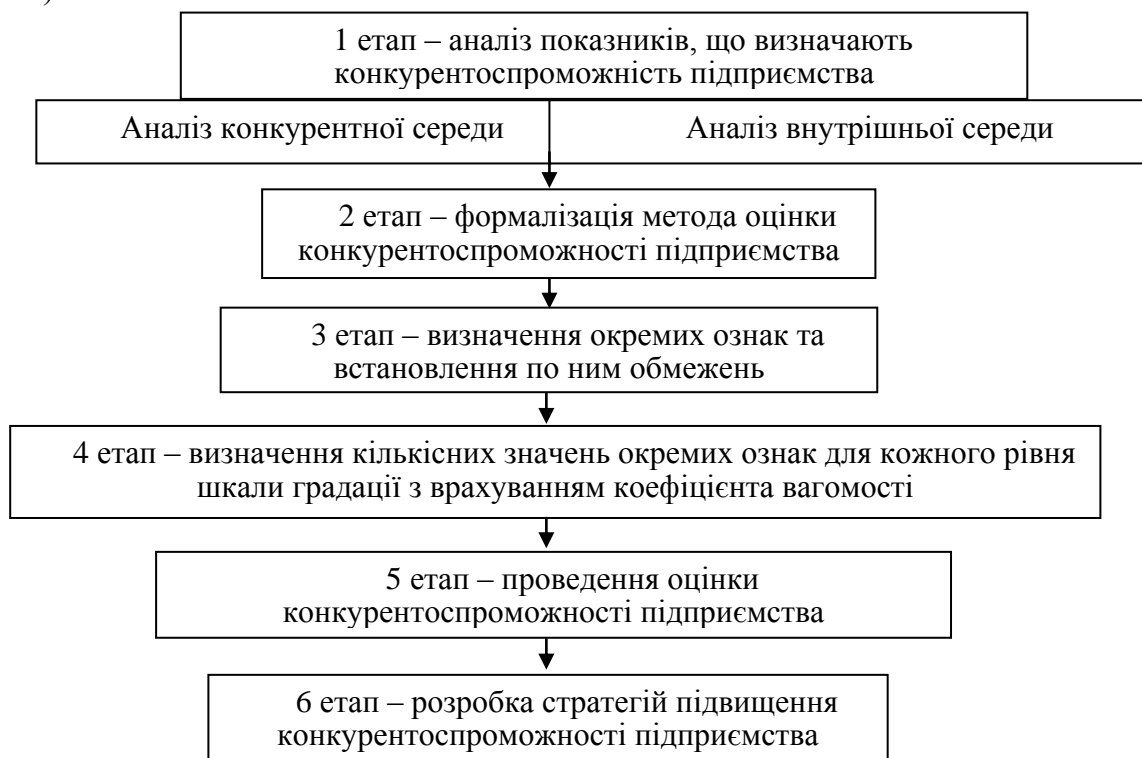 )
1 етап – аналіз показників, що визначають
конкурентоспроможність підприємства
Аналіз конкурентної середи
Аналіз внутрішньої середи
2 етап – формалізація метода оцінки
конкурентоспроможності підприємства
3 етап – визначення окремих ознак та
встановлення по ним обмежень
4 етап – визначення кількісних значень окремих ознак для кожного рівня
шкали градації з врахуванням коефіцієнта вагомості
5 етап – проведення оцінки
конкурентоспроможності підприємства
6 етап – розробка стратегій підвищення
конкурентоспроможності підприємства